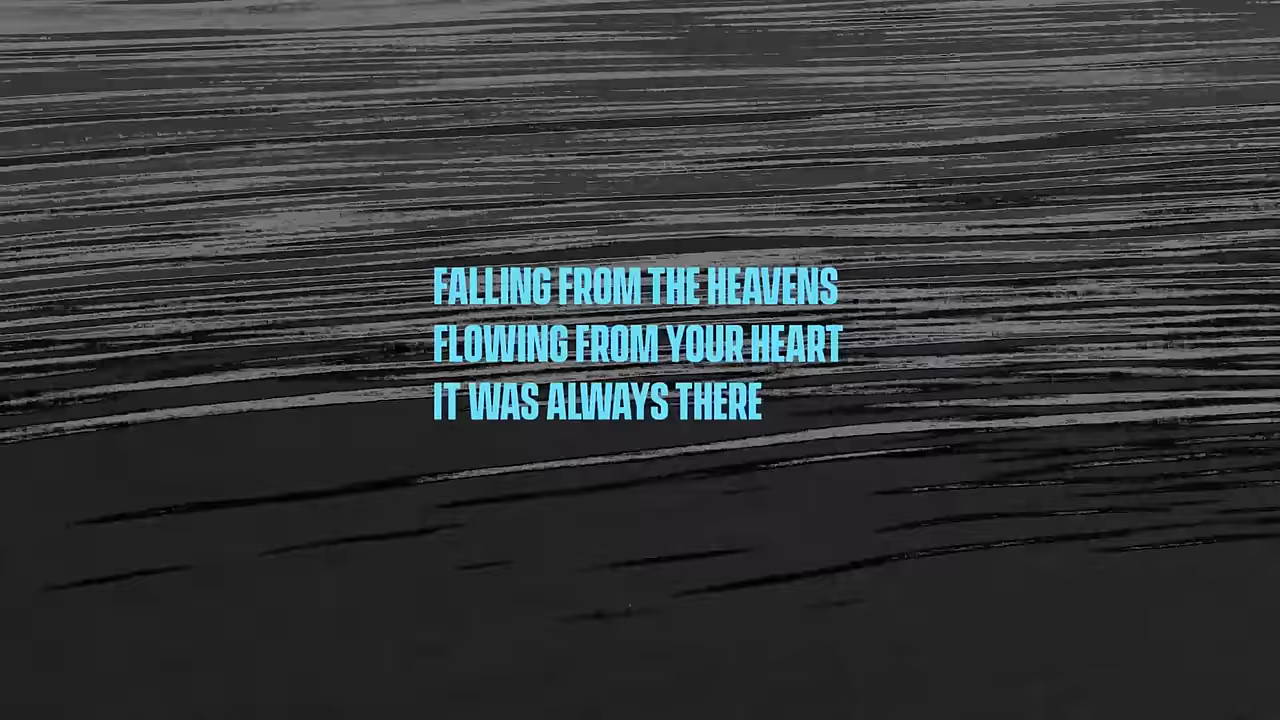 FALLING FROM THE HEAVENS
FLOWING FROM YOUR HEART
IT WAS ALWAYS THERE